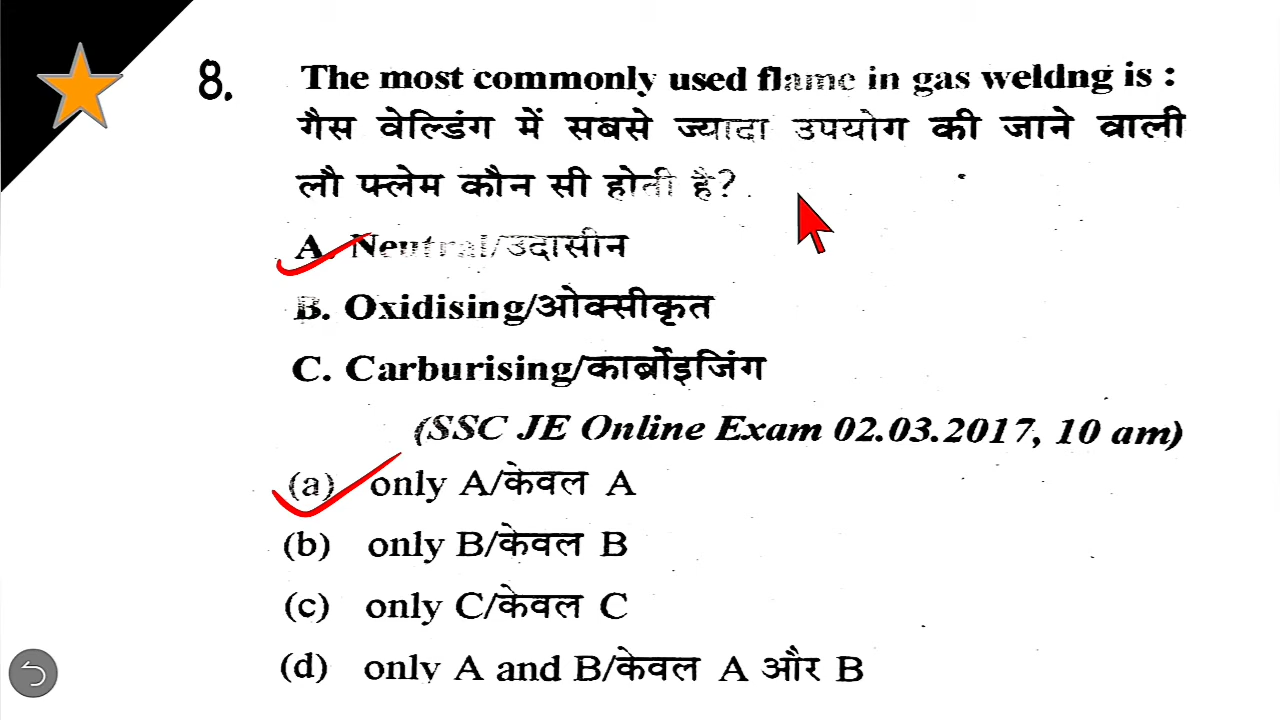 8. The most commonly used flame in gas weldng is :
गैस वेल्डिंग में सबसे ज्यादा उपयोग की जाने वाली
लौ फ्लेम कौन सी होती है?
A. Neutral/उदासीन
B. Oxidising/ओक्सीकृत
C. Carburising/कार्ब्रोइजिंग
(SSC JE Online Exam 02.03.2017, 10 am)
(a) only A/केवल A
(b) only B/केवल B
(c) only C/केवल C
(d) only A and B/केवल A और B